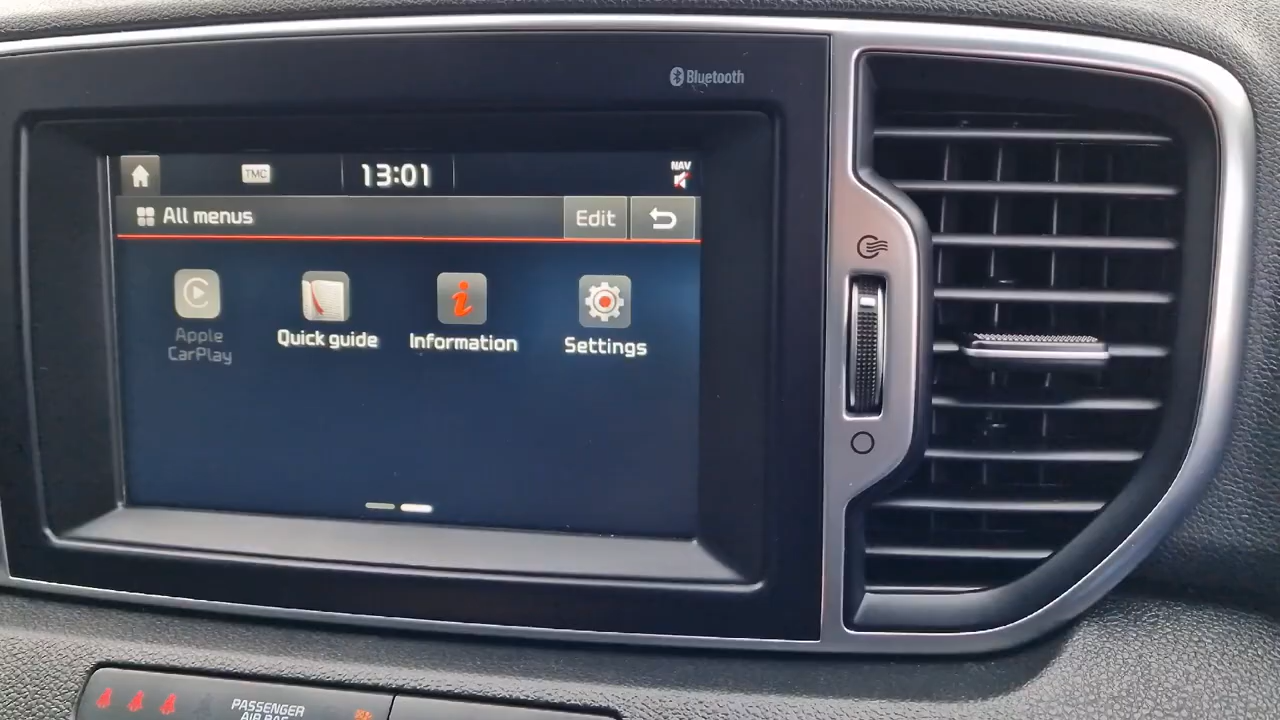 Bluetooth
TMC
13:01
NAV
All menus
Edit
Apple
CarPlay
Quick guide
Information
Settings
PASSENGER
AIR BAG